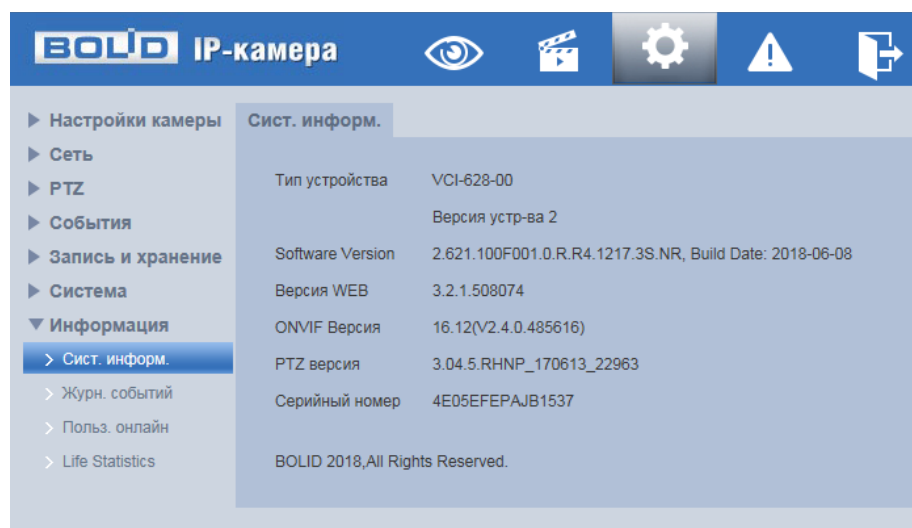 BOLID IP-камера
Настройки камеры
Сеть
PTZ
События
Запись и хранение
Система
Информация
Сист. информ.
Журн. событий
Польз. онлайн
Life Statistics
Сист. информ.
Тип устройства VCI-628-00
Версия устр-ва 2
Software Version 2.621.100F001.0.R.R4.1217.3S.NR, Build Date: 2018-06-08
Версия WEB 3.2.1.508074
ONVIF Версия 16.12(V2.4.0.485616)
PTZ версия 3.04.5.RHNP_170613_22963
Серийный номер 4E05EFEPAJB1537
BOLID 2018,All Rights Reserved.